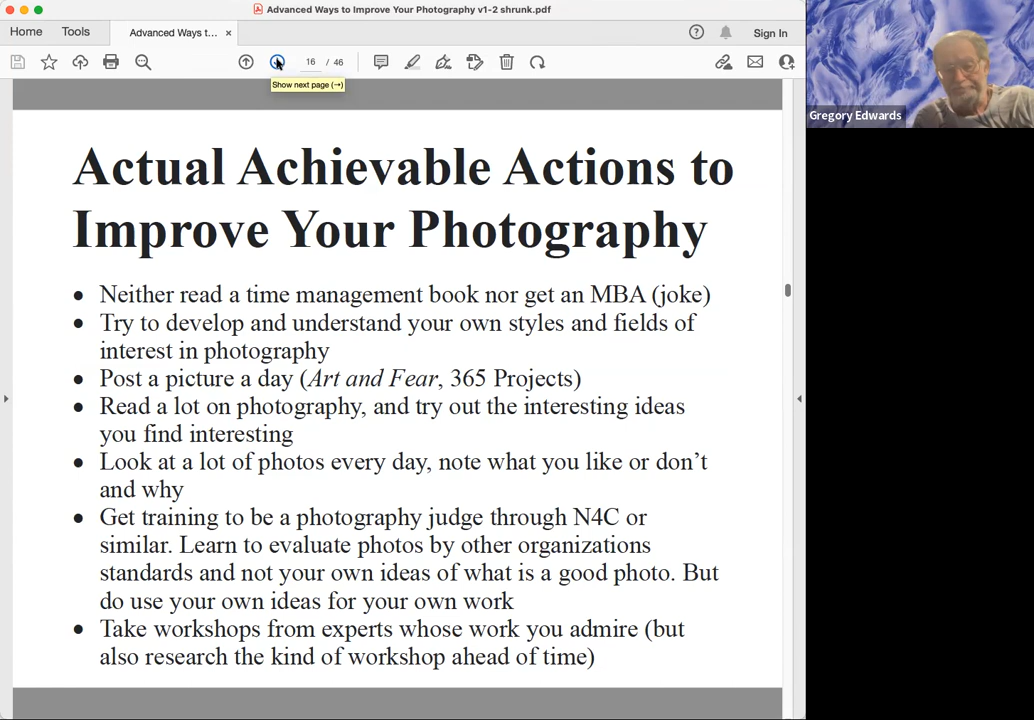 Advanced Ways to Improve Your Photography v1-2 shrunk.pdf
Home
Tools
Advanced Ways t...
×
Sign In
16 / 46
Show next page (→)
Gregory Edwards
Actual Achievable Actions to
Improve Your Photography
• Neither read a time management book nor get an MBA (joke)
• Try to develop and understand your own styles and fields of
interest in photography
• Post a picture a day (Art and Fear, 365 Projects)
• Read a lot on photography, and try out the interesting ideas
you find interesting
• Look at a lot of photos every day, note what you like or don’t
and why
• Get training to be a photography judge through N4C or
similar. Learn to evaluate photos by other organizations
standards and not your own ideas of what is a good photo. But
do use your own ideas for your own work
• Take workshops from experts whose work you admire (but
also research the kind of workshop ahead of time)